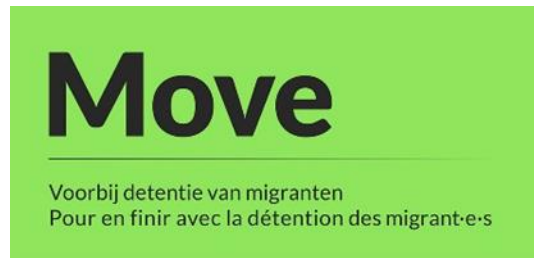 Move
Voorbij detentie van migranten
Pour en finir avec la détention des migrant·e·s